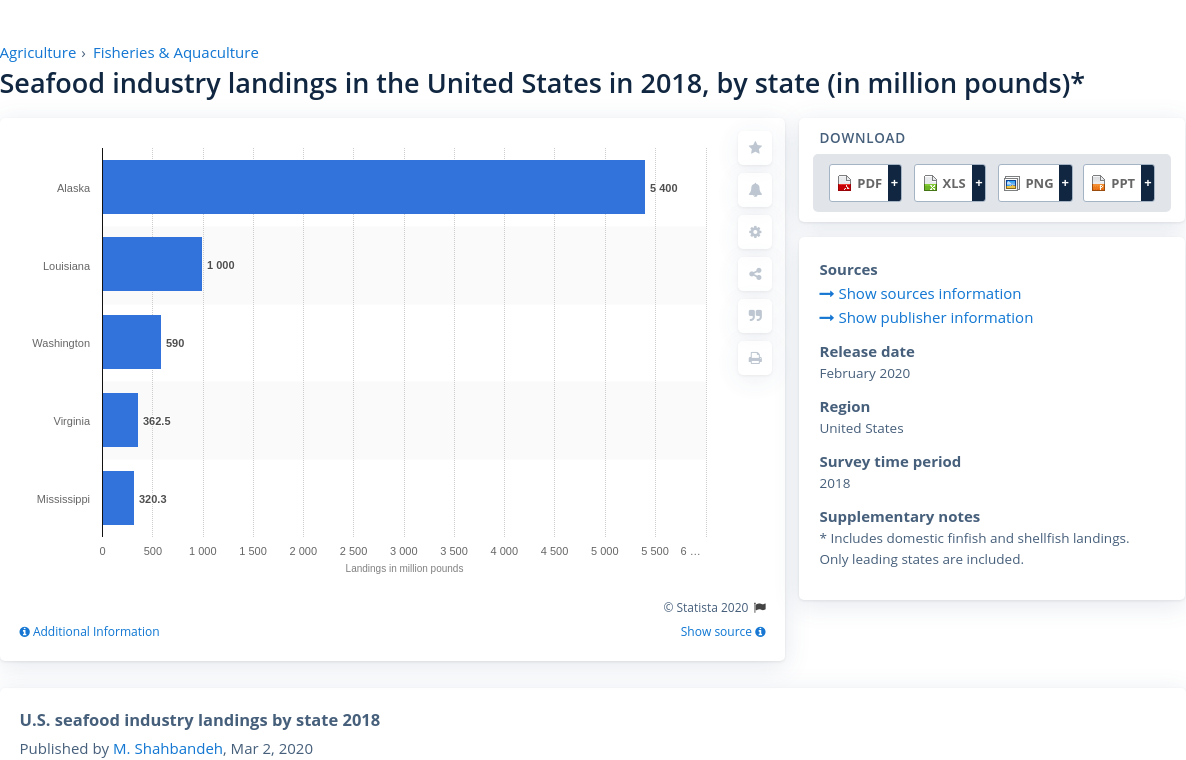 Agriculture › Fisheries & Aquaculture
Seafood industry landings in the United States in 2018, by state (in million pounds)*
Alaska
5 400
Louisiana
1 000
Washington
590
Virginia
362.5
Mississippi
320.3
0 500 1 000 1 500 2 000 2 500 3 000 3 500 4 000 4 500 5 000 5 500 6 …
Landings in million pounds
© Statista 2020
Additional Information
Show source
DOWNLOAD
PDF + XLS + PNG + PPT +
Sources
Show sources information
Show publisher information
Release date
February 2020
Region
United States
Survey time period
2018
Supplementary notes
* Includes domestic finfish and shellfish landings.
Only leading states are included.
U.S. seafood industry landings by state 2018
Published by M. Shahbandeh, Mar 2, 2020